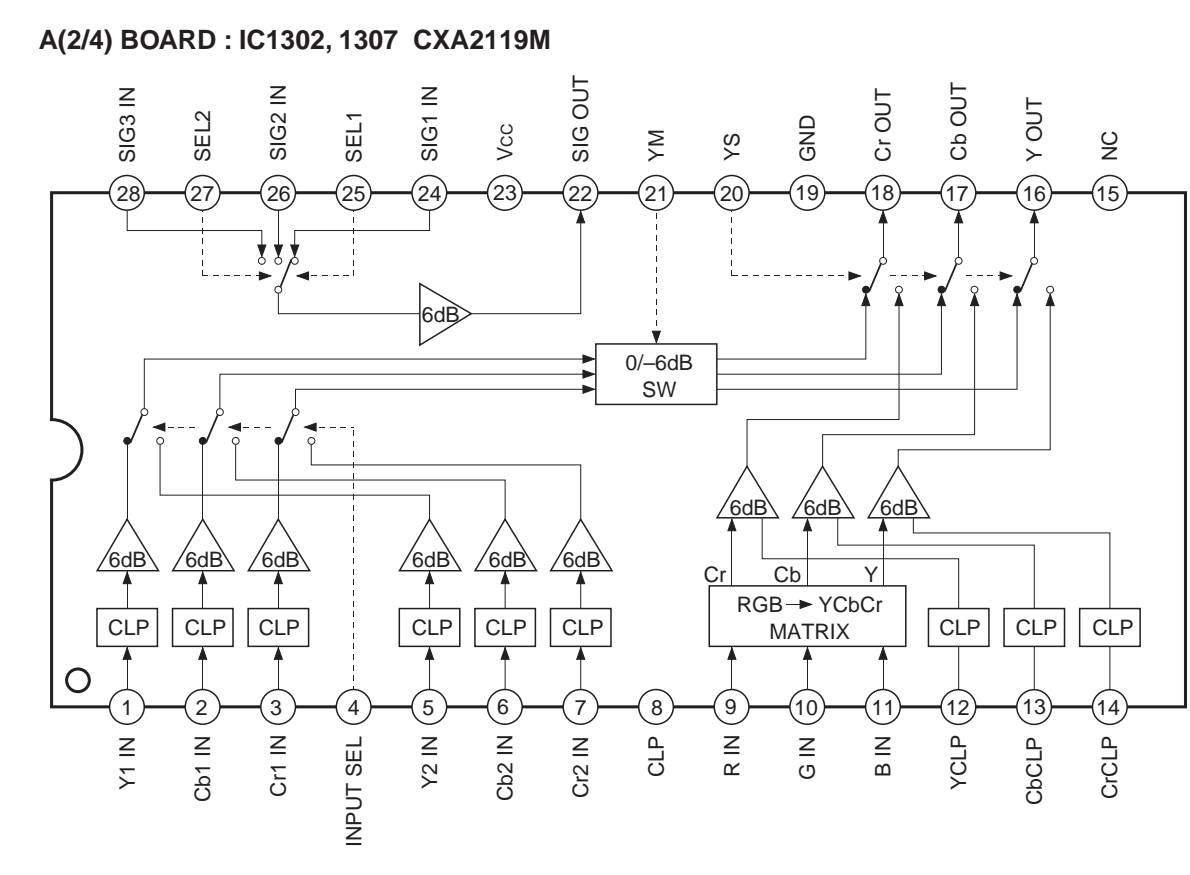 A(2/4) BOARD : IC1302, 1307 CXA2119M
SIG3 IN
SEL2
SIG2 IN
SEL1
SIG1 IN
Vcc
SIG OUT
YM
YS
GND
Cr OUT
Cb OUT
Y OUT
NC
28 27 26 25 24 23 22 21 20 19 18 17 16 15
6dB
0/–6dB
SW
6dB 6dB 6dB
6dB 6dB 6dB 6dB 6dB 6dB
Cr Cb Y
RGB → YCbCr
MATRIX
CLP CLP CLP CLP CLP CLP CLP CLP CLP
1 2 3 4 5 6 7 8 9 10 11 12 13 14
Y1 IN
Cb1 IN
Cr1 IN
INPUT SEL
Y2 IN
Cb2 IN
Cr2 IN
CLP
R IN
G IN
B IN
YCLP
CbCLP
CrCLP